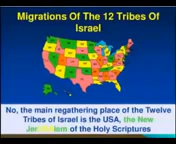 Migrations Of The 12 Tribes Of
Israel
No, the main regathering place of the Twelve
Tribes of Israel is the USA, the New
Jerusalem of the Holy Scriptures